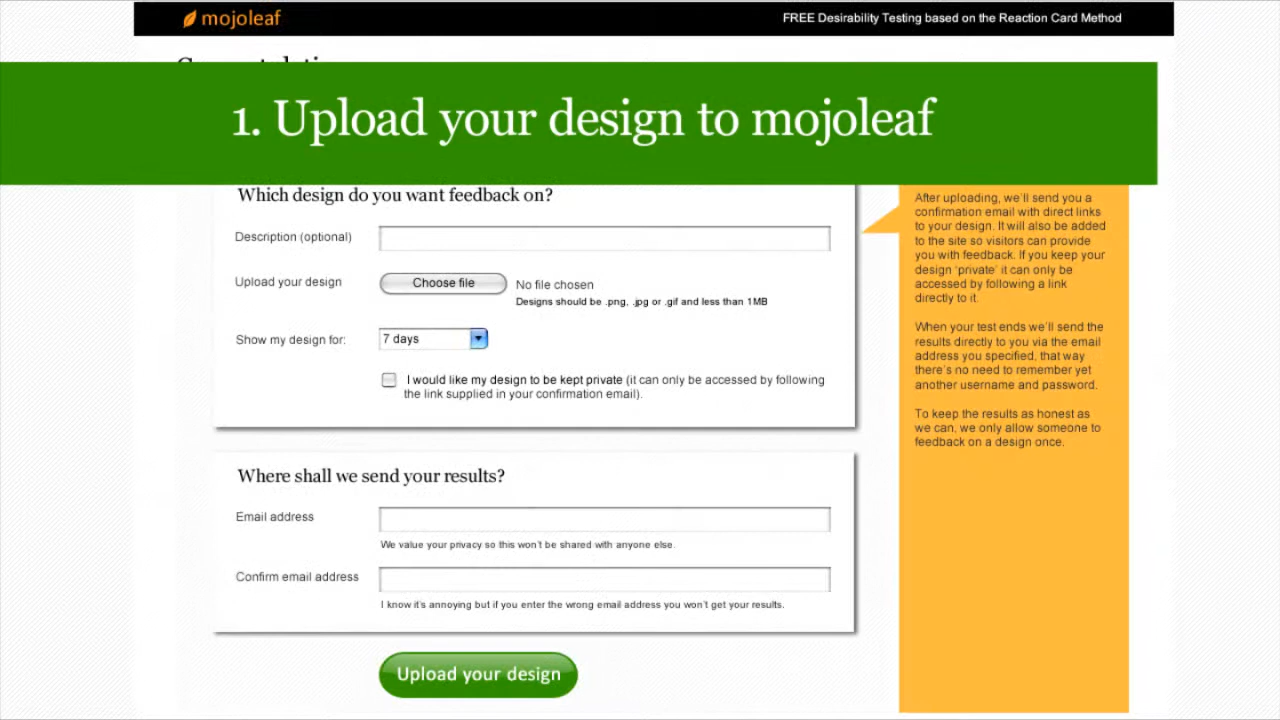 mojoleaf
FREE Desirability Testing based on the Reaction Card Method
1. Upload your design to mojoleaf
Which design do you want feedback on?
Description (optional)
Upload your design
Choose file
No file chosen
Designs should be .png, .jpg or .gif and less than 1MB
Show my design for:
7 days
I would like my design to be kept private (it can only be accessed by following
the link supplied in your confirmation email).
Where shall we send your results?
Email address
We value your privacy so this won't be shared with anyone else.
Confirm email address
I know it's annoying but if you enter the wrong email address you won't get your results.
Upload your design
After uploading, we'll send you a
confirmation email with direct links
to your design. It will also be added
to the site so visitors can provide
you with feedback. If you keep your
design 'private' it can only be
accessed by following a link
directly to it.
When your test ends we'll send the
results directly to you via the email
address you specified, that way
there's no need to remember yet
another username and password.
To keep the results as honest as
we can, we only allow someone to
feedback on a design once.